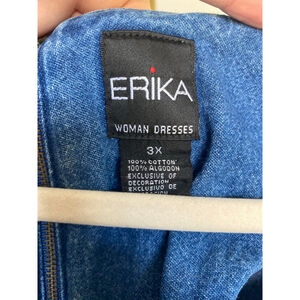 ERiKA
WOMAN DRESSES
3X
100% COTTON
100% ALGODON
EXCLUSIVE OF
DECORATION
EXCLUSIVO DE